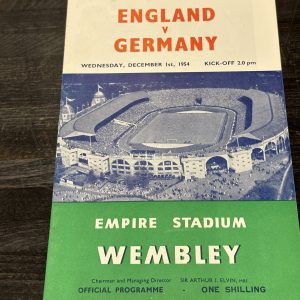 ENGLAND
v
GERMANY
WEDNESDAY, DECEMBER 1st, 1954 KICK-OFF 2.0 pm
EMPIRE STADIUM
WEMBLEY
Chairman and Managing Director SIR ARTHUR J. ELVIN, MBE
OFFICIAL PROGRAMME - ONE SHILLING